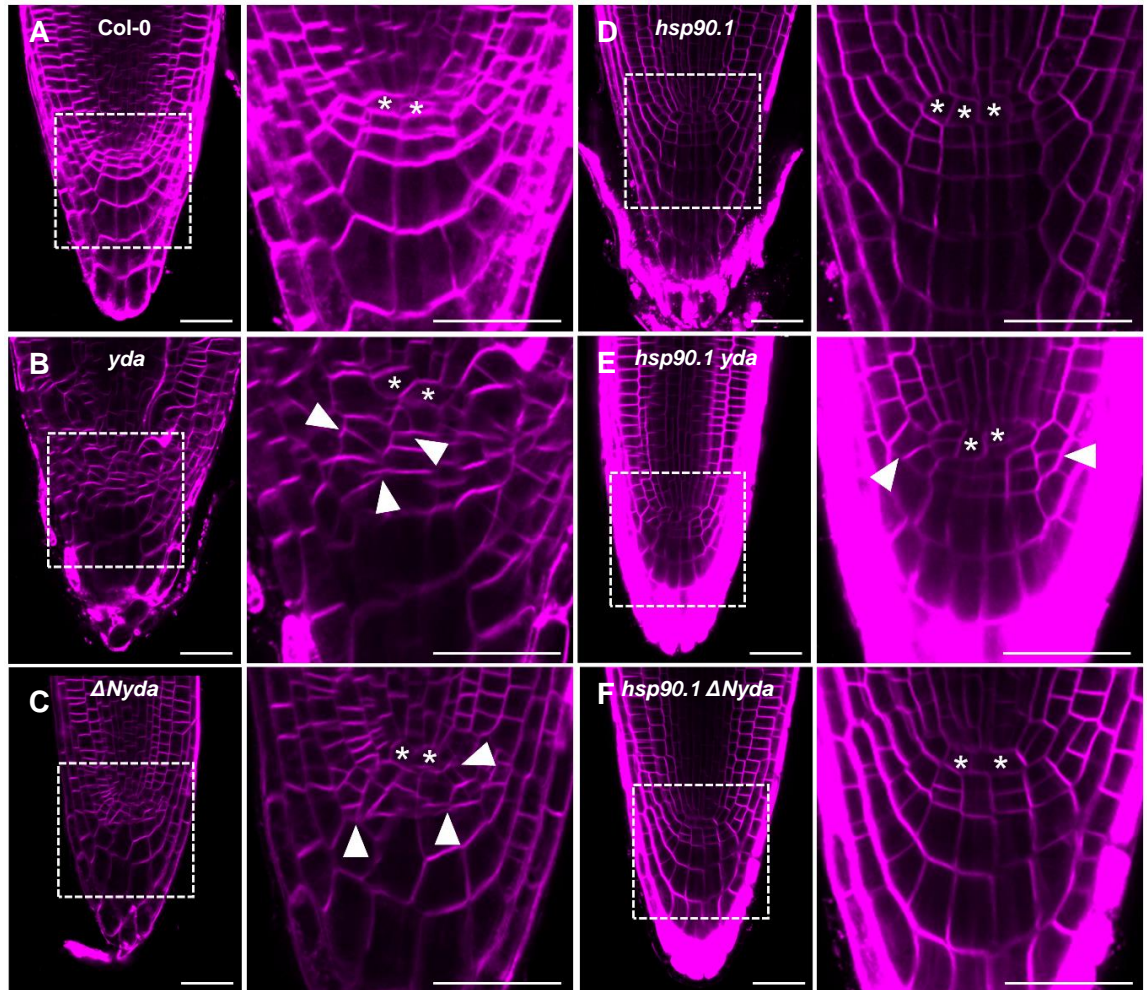 A
Col-0
* *
D
hsp90.1
* * *
B
yda
* *
E
hsp90.1 yda
* *
C
ΔNyda
* *
F
hsp90.1 ΔNyda
* *